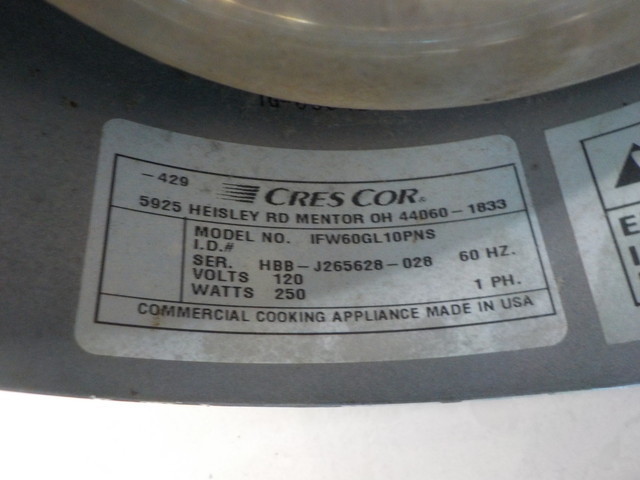 -429
CRES COR®
5925 HEISLEY RD MENTOR OH 44060-1833
MODEL NO. IFW60GL10PNS
I.D.#
SER. HBB-J265628-028 60 HZ.
VOLTS 120
WATTS 250 1 PH.
COMMERCIAL COOKING APPLIANCE MADE IN USA